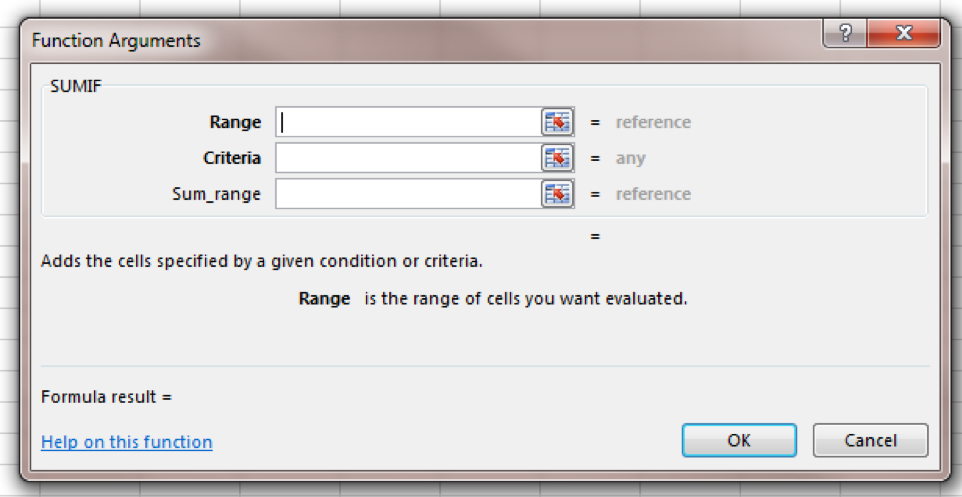 Function Arguments ? X
SUMIF
Range = reference
Criteria = any
Sum_range = reference
=
Adds the cells specified by a given condition or criteria.
Range is the range of cells you want evaluated.
Formula result =
Help on this function OK Cancel